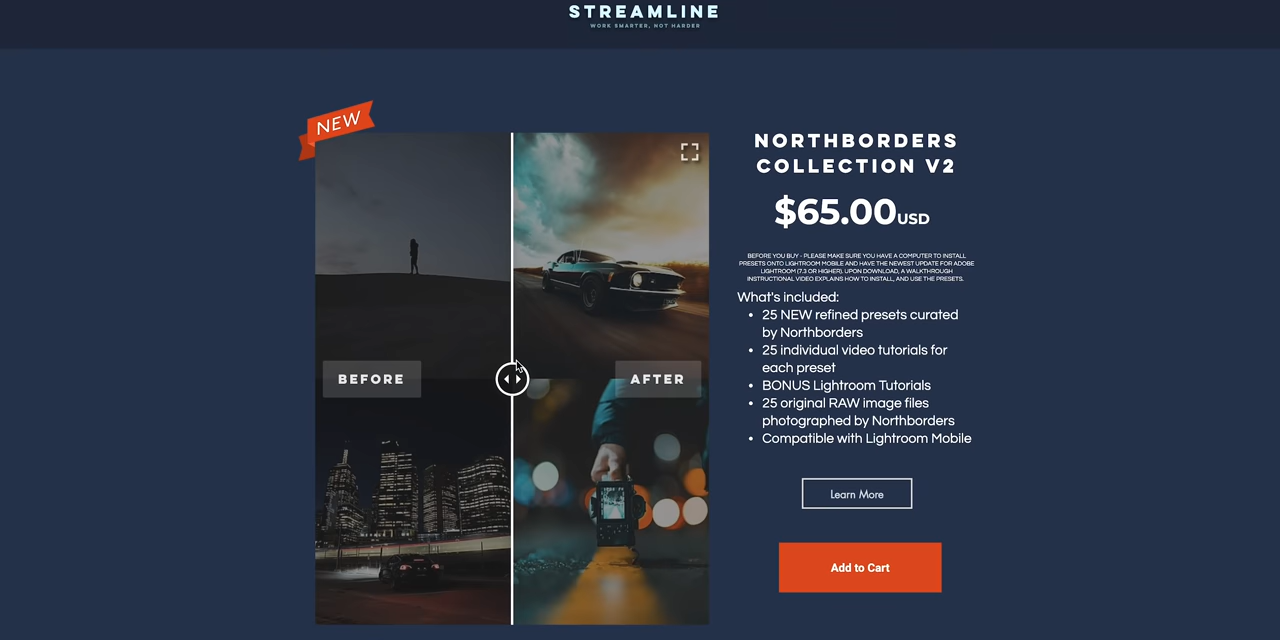 STREAMLINE
WORK SMARTER, NOT HARDER
NEW
BEFORE
AFTER
NORTHBORDERS
COLLECTION V2
$65.00USD
BEFORE YOU BUY - PLEASE MAKE SURE YOU HAVE A COMPUTER TO INSTALL
PRESETS ONTO LIGHTROOM MOBILE AND HAVE THE NEWEST UPDATE FOR ADOBE
LIGHTROOM (7.3 OR HIGHER). UPON DOWNLOAD, A WALKTHROUGH
INSTRUCTIONAL VIDEO EXPLAINS HOW TO INSTALL, AND USE THE PRESETS.
What's included:
• 25 NEW refined presets curated
by Northborders
• 25 individual video tutorials for
each preset
• BONUS Lightroom Tutorials
• 25 original RAW image files
photographed by Northborders
• Compatible with Lightroom Mobile
Learn More
Add to Cart